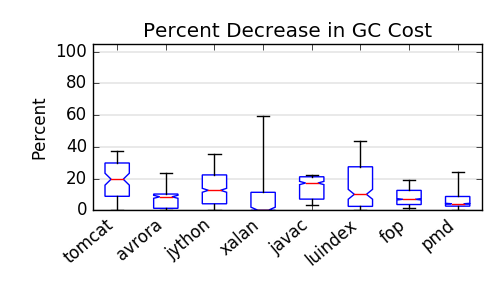 Percent Decrease in GC Cost
Percent
100
80
60
40
20
0
tomcat
avrora
jython
xalan
javac
luindex
fop
pmd